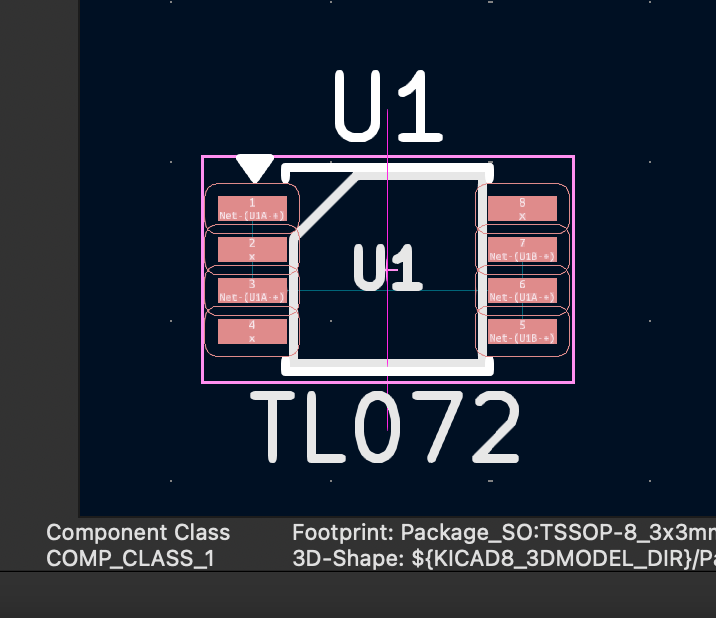 U1
1
Net-(U1A-+)
2
x
3
Net-(U1A-+)
4
x
U1
8
x
7
Net-(U1B-+)
6
Net-(U1A-+)
5
Net-(U1B-+)
TL072
Component Class
COMP_CLASS_1
Footprint: Package_SO:TSSOP-8_3x3m
3D-Shape: ${KICAD8_3DMODEL_DIR}/Pa